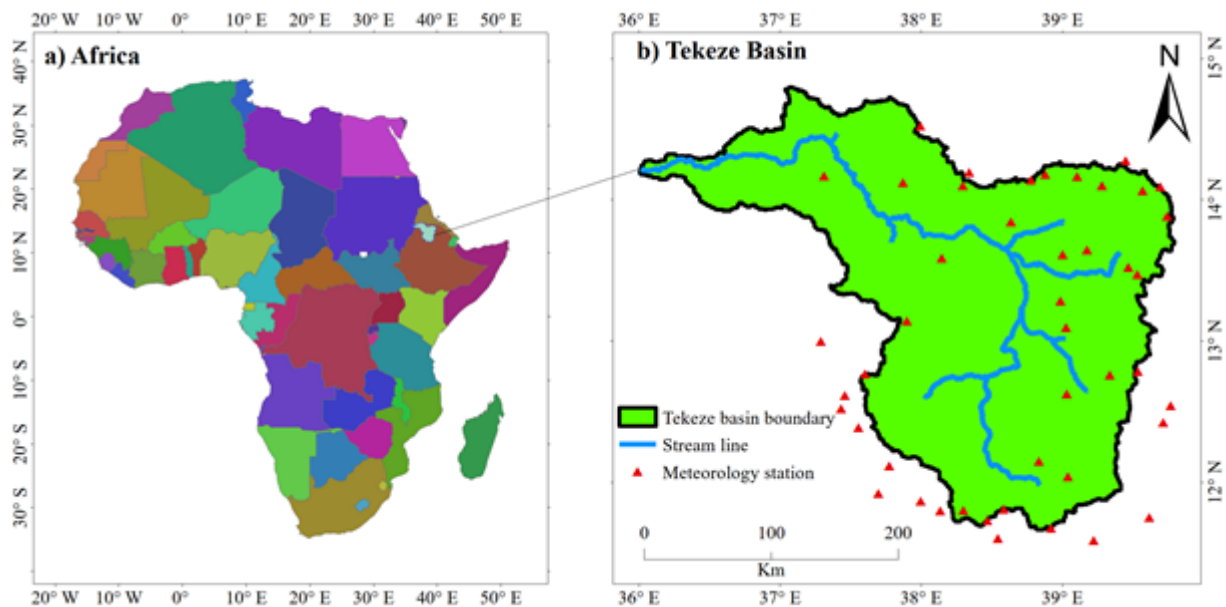 20° W 10° W 0° 10° E 20° E 30° E 40° E 50° E
a) Africa
40° N
30° N
20° N
10° N
0°
10° S
20° S
30° S
20° W 10° W 0° 10° E 20° E 30° E 40° E 50° E
36° E 37° E 38° E 39° E
b) Tekeze Basin
N
15° N
14° N
13° N
12° N
Tekeze basin boundary
Stream line
Meteorology station
0 100 200
Km
36° E 37° E 38° E 39° E